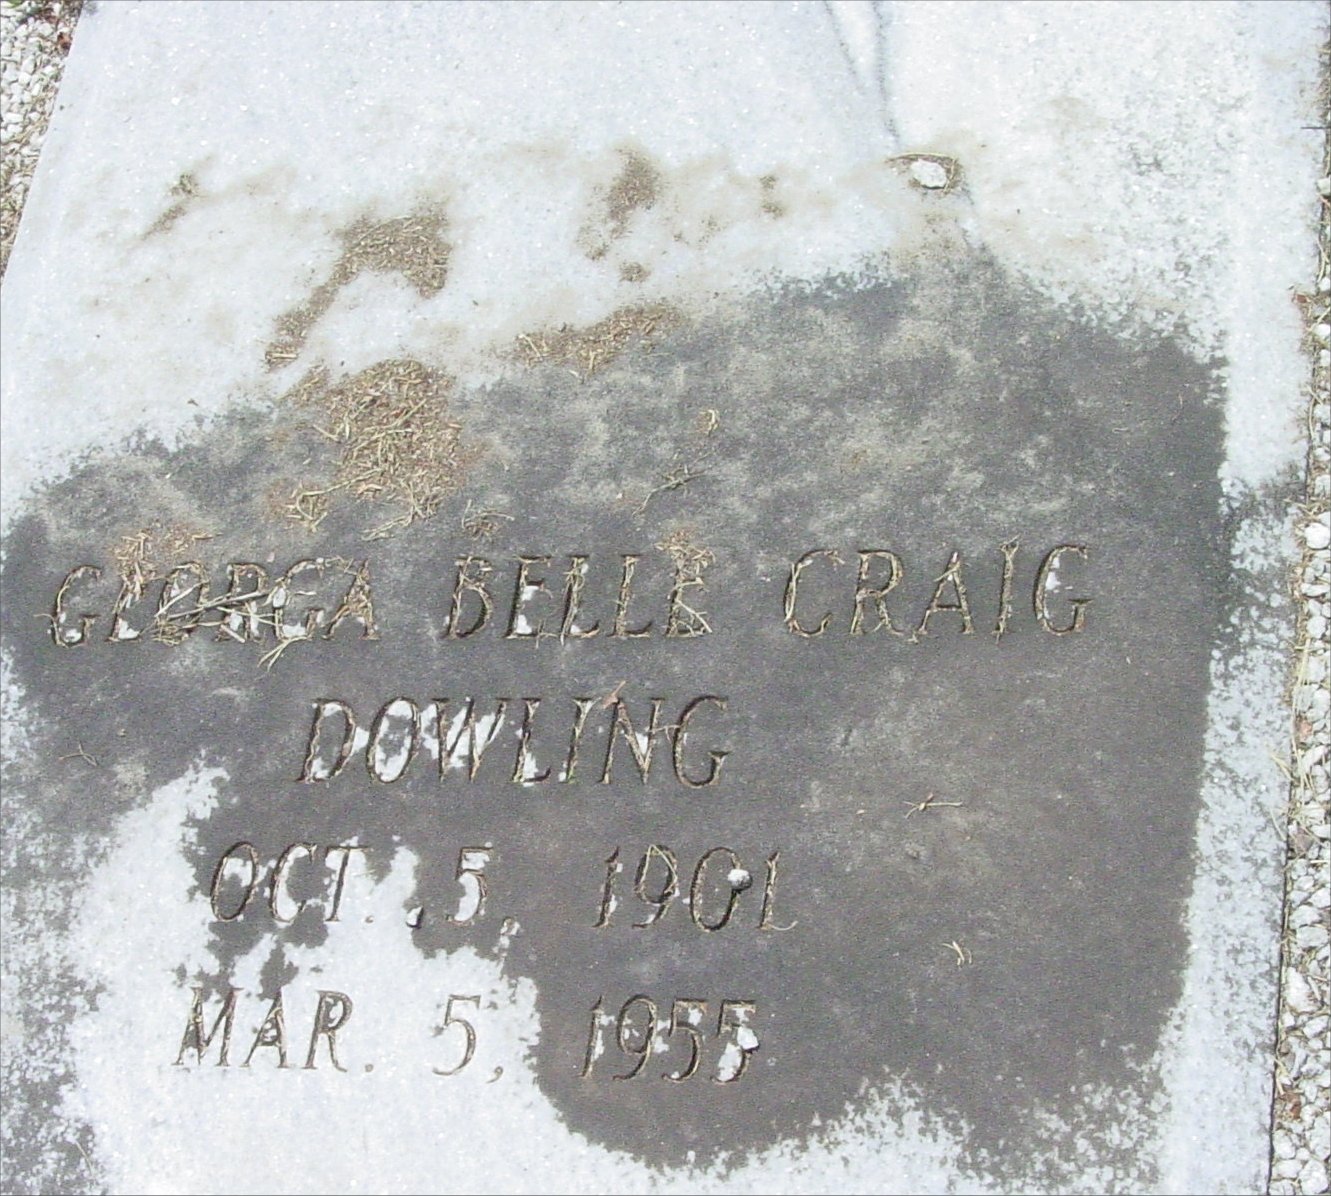 GEORGA BELLE CRAIG
DOWLING
OCT. 5, 1901
MAR. 5, 1955